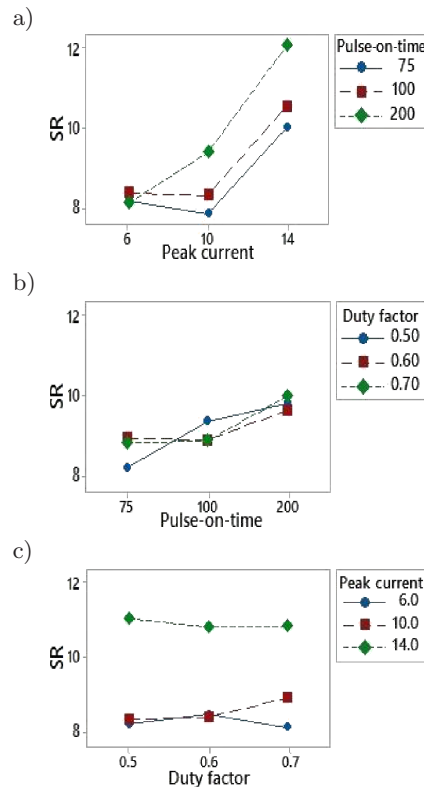 a)
12
10
8
SR
6 10 14
Peak current
Pulse-on-time
75
100
200
b)
12
10
8
SR
75 100 200
Pulse-on-time
Duty factor
0.50
0.60
0.70
c)
12
10
8
SR
0.5 0.6 0.7
Duty factor
Peak current
6.0
10.0
14.0